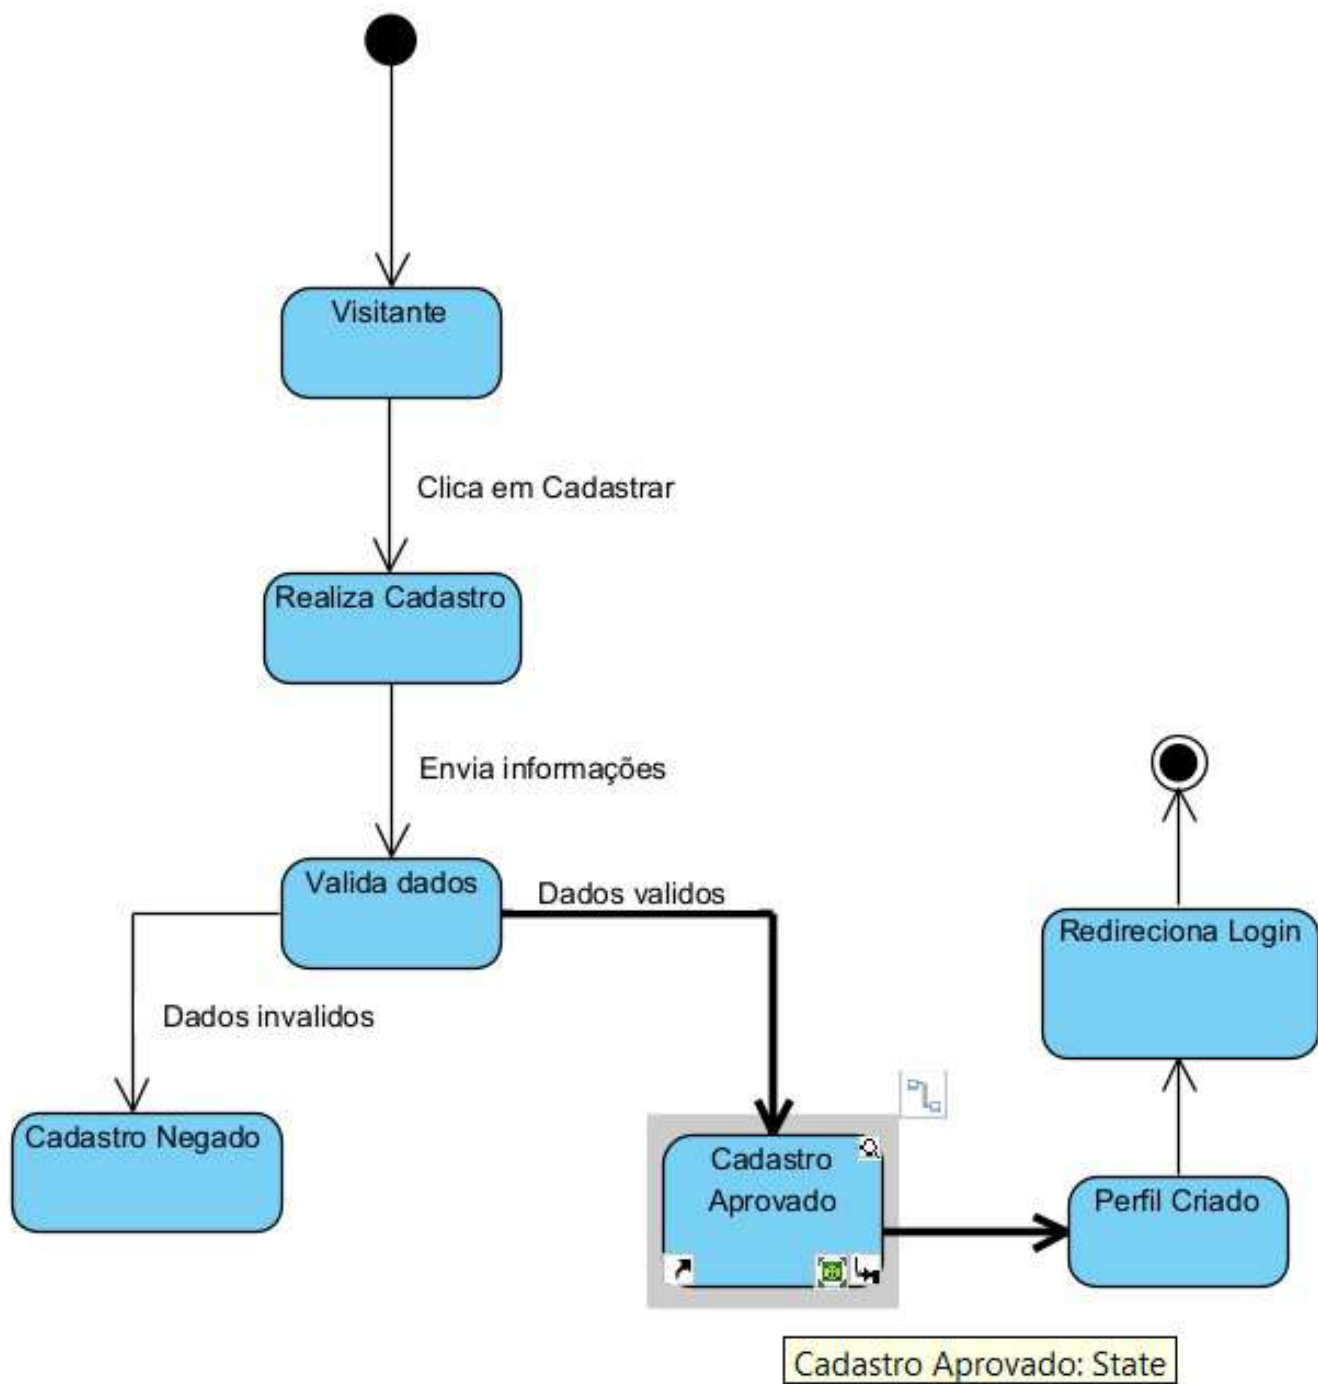 Visitante
Clica em Cadastrar
Realiza Cadastro
Envia informações
Valida dados
Dados validos
Dados invalidos
Cadastro Negado
Cadastro
Aprovado
Perfil Criado
Redireciona Login
Cadastro Aprovado: State